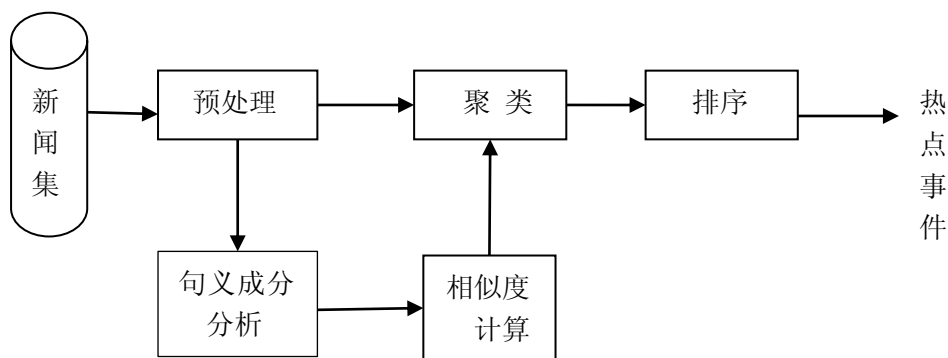 新
闻
集
预处理
聚 类
排序
热
点
事
件
句义成分
分析
相似度
计算